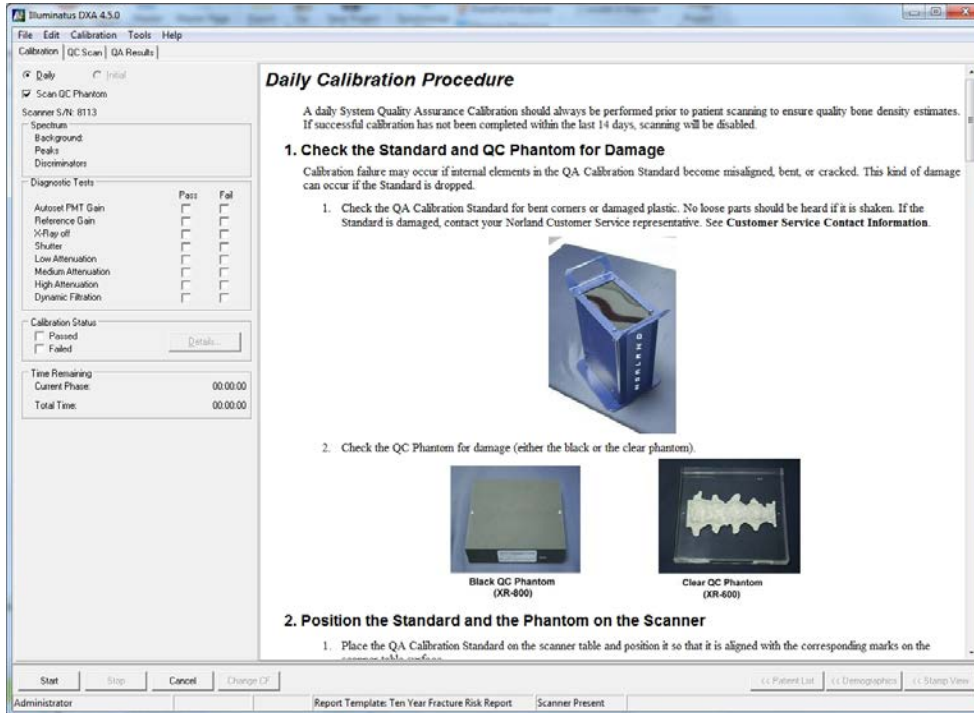 Illuminatus DXA 4.5.0
File Edit Calibration Tools Help
Calibration QC Scan QA Results
Daily Initial
Scan QC Phantom
Scanner S/N: 8113
Spectrum
Background:
Peaks
Discriminators
Diagnostic Tests
Pass Fail
Autoset PMT Gain
Reference Gain
X-Ray off
Shutter
Low Attenuation
Medium Attenuation
High Attenuation
Dynamic Filtration
Calibration Status
Passed
Failed
Details...
Time Remaining
Current Phase: 00:00:00
Total Time: 00:00:00
Daily Calibration Procedure
A daily System Quality Assurance Calibration should always be performed prior to patient scanning to ensure quality bone density estimates.
If successful calibration has not been completed within the last 14 days, scanning will be disabled.
1. Check the Standard and QC Phantom for Damage
Calibration failure may occur if internal elements in the QA Calibration Standard become misaligned, bent, or cracked. This kind of damage
can occur if the Standard is dropped.
1. Check the QA Calibration Standard for bent corners or damaged plastic. No loose parts should be heard if it is shaken. If the
Standard is damaged, contact your Norland Customer Service representative. See Customer Service Contact Information.
NORLAND
2. Check the QC Phantom for damage (either the black or the clear phantom).
Black QC Phantom
(XR-800)
Clear QC Phantom
(XR-600)
2. Position the Standard and the Phantom on the Scanner
1. Place the QA Calibration Standard on the scanner table and position it so that it is aligned with the corresponding marks on the
scanner table surface.
Start Stop Cancel Change CF << Patient List << Demographics << Stamp View
Administrator Report Template: Ten Year Fracture Risk Report Scanner Present